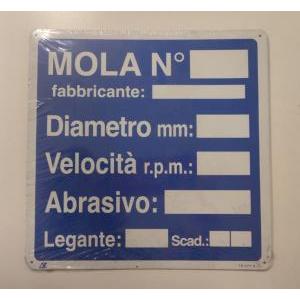 MOLA N°
fabbricante:
Diametro mm:
Velocità r.p.m.:
Abrasivo:
Legante: Scad.: